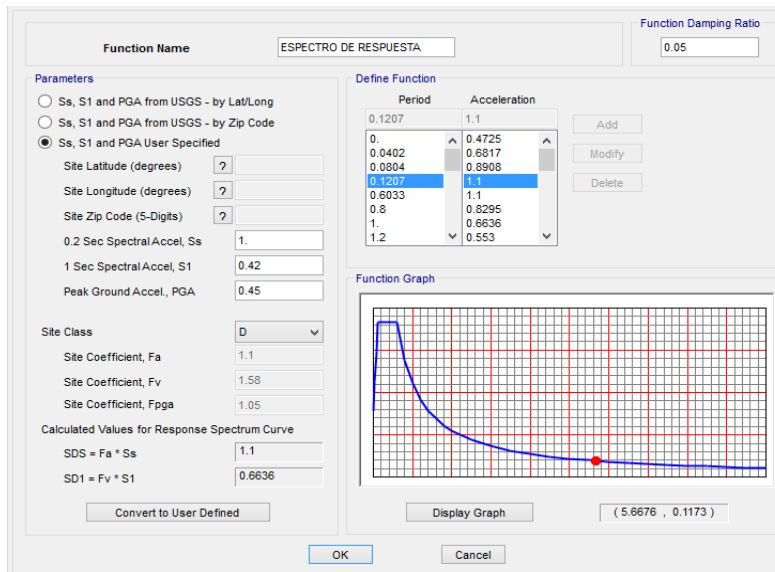 Function Damping Ratio
Function Name ESPECTRO DE RESPUESTA 0.05
Parameters
Ss, S1 and PGA from USGS - by Lat/Long
Ss, S1 and PGA from USGS - by Zip Code
Ss, S1 and PGA User Specified
Site Latitude (degrees) ?
Site Longitude (degrees) ?
Site Zip Code (5-Digits) ?
0.2 Sec Spectral Accel, Ss 1.
1 Sec Spectral Accel, S1 0.42
Peak Ground Accel., PGA 0.45
Site Class D
Site Coefficient, Fa 1.1
Site Coefficient, Fv 1.58
Site Coefficient, Fpga 1.05
Calculated Values for Response Spectrum Curve
SDS = Fa * Ss 1.1
SD1 = Fv * S1 0.6636
Convert to User Defined
Define Function
Period Acceleration
0.1207 1.1
0. 0.4725
0.0402 0.6817
0.0804 0.8908
0.1207 1.1
0.6033 1.1
0.8 0.8295
1. 0.6636
1.2 0.553
Add
Modify
Delete
Function Graph
Display Graph ( 5.6676 , 0.1173 )
OK Cancel